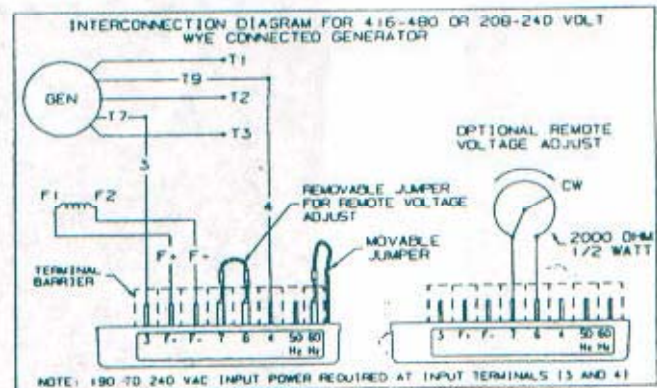 INTERCONNECTION DIAGRAM FOR 416-480 OR 208-240 VOLT
WYE CONNECTED GENERATOR
T1
T9
GEN
T2
T7
T3
OPTIONAL REMOTE
VOLTAGE ADJUST
CW
3
F1 F2
4
REMOVABLE JUMPER
FOR REMOTE VOLTAGE
ADJUST
MOVABLE
JUMPER
2000 OHM
1/2 WATT
F+ F-
TERMINAL
BARRIER
3 F+ F- 7 6 4 50 60
Hz Hz
3 F+ F- 7 6 4 50 60
Hz Hz
NOTE: 190 TO 240 VAC INPUT POWER REQUIRED AT INPUT TERMINALS (3 AND 4)